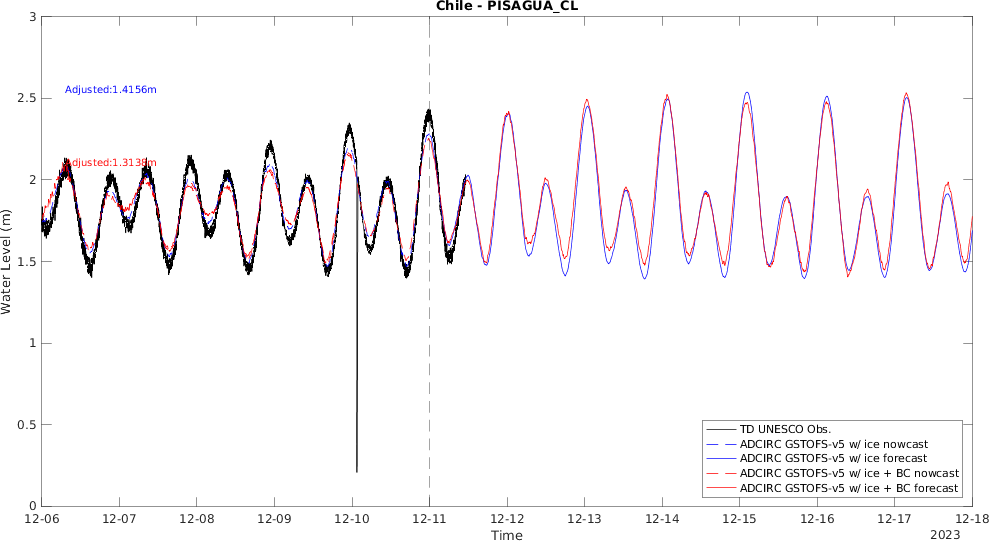 Chile - PISAGUA_CL
3
2.5
2
1.5
1
0.5
0
Water Level (m)
Adjusted:1.4156m
Adjusted:1.3138m
TD UNESCO Obs.
ADCIRC GSTOFS-v5 w/ ice nowcast
ADCIRC GSTOFS-v5 w/ ice forecast
ADCIRC GSTOFS-v5 w/ ice + BC nowcast
ADCIRC GSTOFS-v5 w/ ice + BC forecast
12-06 12-07 12-08 12-09 12-10 12-11 12-12 12-13 12-14 12-15 12-16 12-17 12-18
Time
2023